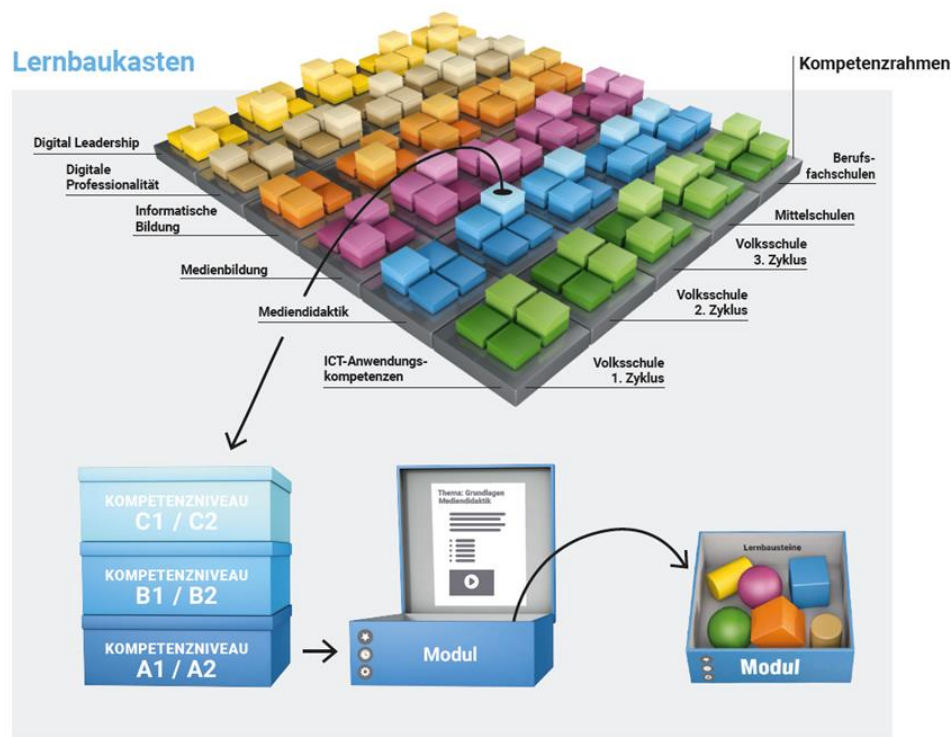 Lernbaukasten
Kompetenzrahmen
Digital Leadership
Digitale
Professionalität
Informatische
Bildung
Medienbildung
Mediendidaktik
ICT-Anwendungs-
kompetenzen
Berufs-
fachschulen
Mittelschulen
Volksschule
3. Zyklus
Volksschule
2. Zyklus
Volksschule
1. Zyklus
KOMPETENZNIVEAU
C1 / C2
KOMPETENZNIVEAU
B1 / B2
KOMPETENZNIVEAU
A1 / A2
Thema: Grundlagen
Mediendidaktik
Modul
Lernbausteine
Modul